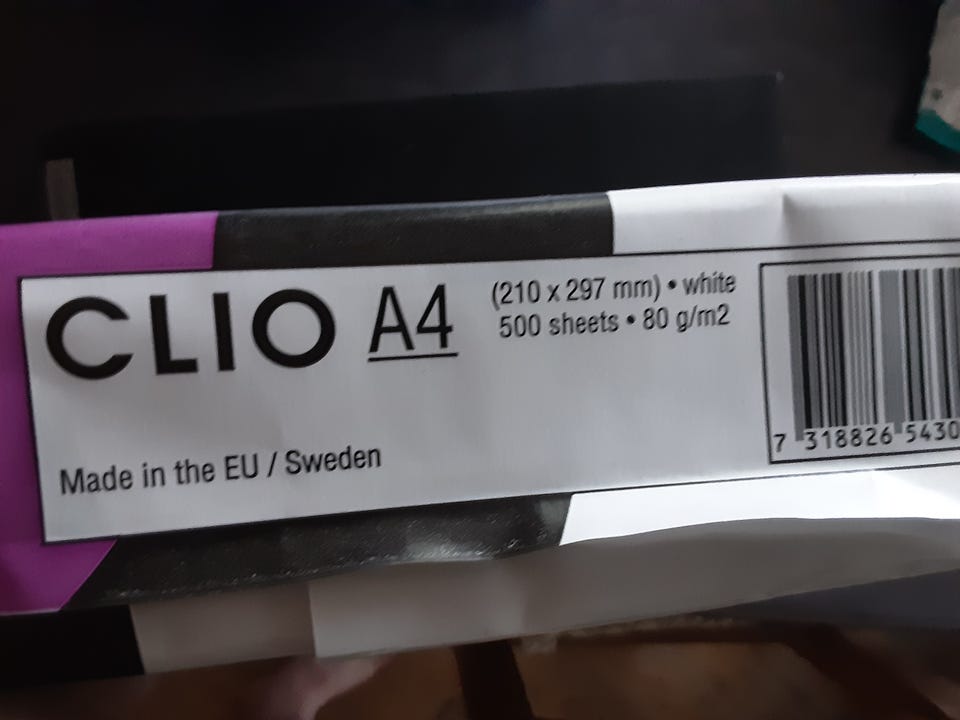 CLIO A4
(210 x 297 mm) • white
500 sheets • 80 g/m2
Made in the EU / Sweden
7 318826 5430